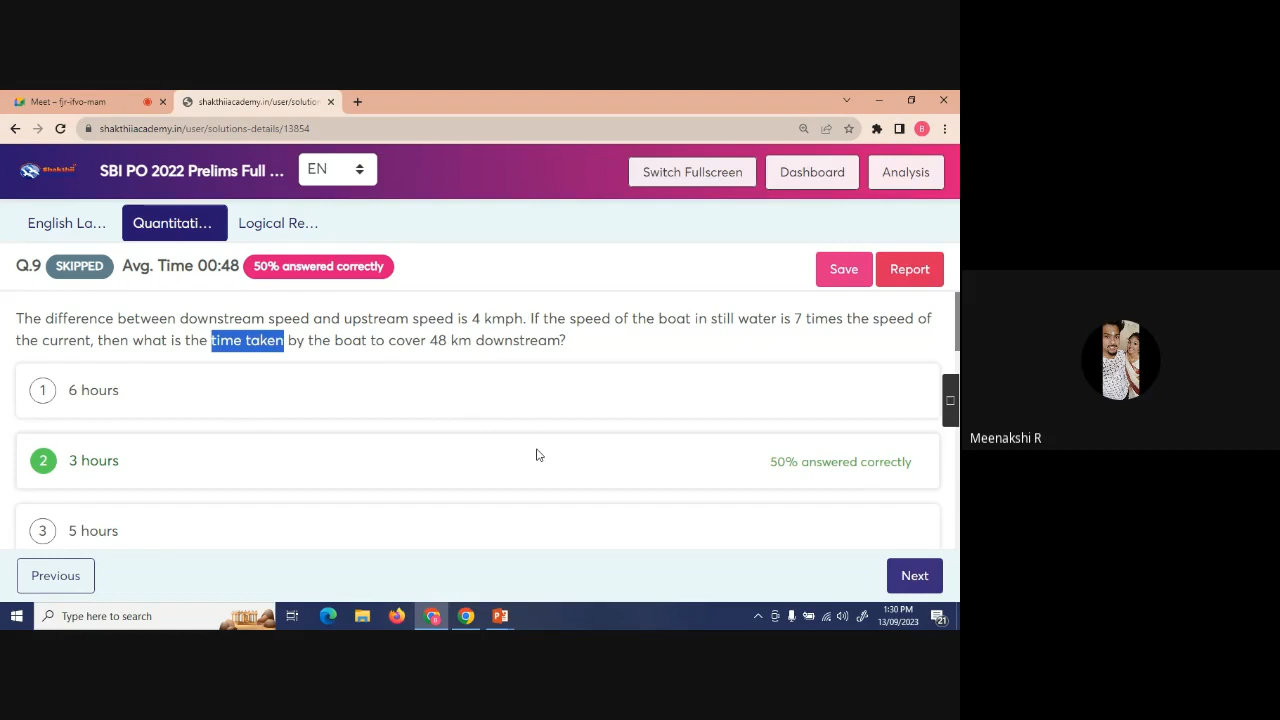 Meet – fjr-ifvo-mam
shakthiiacademy.in/user/solution
shakthiiacademy.in/user/solutions-details/13854
B
Shakthii
SBI PO 2022 Prelims Full ...
EN
Switch Fullscreen
Dashboard
Analysis
English La...
Quantitati...
Logical Re...
Q.9
SKIPPED
Avg. Time 00:48
50% answered correctly
Save
Report
The difference between downstream speed and upstream speed is 4 kmph. If the speed of the boat in still water is 7 times the speed of
the current, then what is the time taken by the boat to cover 48 km downstream?
1 6 hours
2 3 hours
50% answered correctly
3 5 hours
Meenakshi R
Previous
Next
Type here to search
1:30 PM
13/09/2023
21